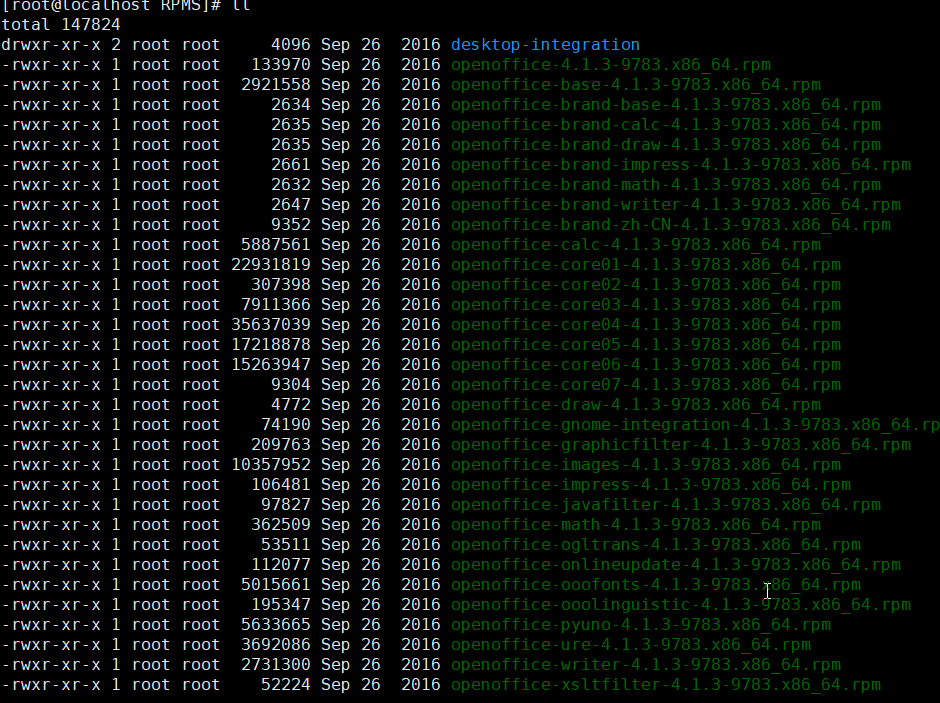 [root@localhost RPMS]# ll
total 147824
drwxr-xr-x 2 root root     4096 Sep 26  2016 desktop-integration
-rwxr-xr-x 1 root root   133970 Sep 26  2016 openoffice-4.1.3-9783.x86_64.rpm
-rwxr-xr-x 1 root root  2921558 Sep 26  2016 openoffice-base-4.1.3-9783.x86_64.rpm
-rwxr-xr-x 1 root root     2634 Sep 26  2016 openoffice-brand-base-4.1.3-9783.x86_64.rpm
-rwxr-xr-x 1 root root     2635 Sep 26  2016 openoffice-brand-calc-4.1.3-9783.x86_64.rpm
-rwxr-xr-x 1 root root     2635 Sep 26  2016 openoffice-brand-draw-4.1.3-9783.x86_64.rpm
-rwxr-xr-x 1 root root     2661 Sep 26  2016 openoffice-brand-impress-4.1.3-9783.x86_64.rpm
-rwxr-xr-x 1 root root     2632 Sep 26  2016 openoffice-brand-math-4.1.3-9783.x86_64.rpm
-rwxr-xr-x 1 root root     2647 Sep 26  2016 openoffice-brand-writer-4.1.3-9783.x86_64.rpm
-rwxr-xr-x 1 root root     9352 Sep 26  2016 openoffice-brand-zh-CN-4.1.3-9783.x86_64.rpm
-rwxr-xr-x 1 root root  5887561 Sep 26  2016 openoffice-calc-4.1.3-9783.x86_64.rpm
-rwxr-xr-x 1 root root 22931819 Sep 26  2016 openoffice-core01-4.1.3-9783.x86_64.rpm
-rwxr-xr-x 1 root root   307398 Sep 26  2016 openoffice-core02-4.1.3-9783.x86_64.rpm
-rwxr-xr-x 1 root root  7911366 Sep 26  2016 openoffice-core03-4.1.3-9783.x86_64.rpm
-rwxr-xr-x 1 root root 35637039 Sep 26  2016 openoffice-core04-4.1.3-9783.x86_64.rpm
-rwxr-xr-x 1 root root 17218878 Sep 26  2016 openoffice-core05-4.1.3-9783.x86_64.rpm
-rwxr-xr-x 1 root root 15263947 Sep 26  2016 openoffice-core06-4.1.3-9783.x86_64.rpm
-rwxr-xr-x 1 root root     9304 Sep 26  2016 openoffice-core07-4.1.3-9783.x86_64.rpm
-rwxr-xr-x 1 root root     4772 Sep 26  2016 openoffice-draw-4.1.3-9783.x86_64.rpm
-rwxr-xr-x 1 root root    74190 Sep 26  2016 openoffice-gnome-integration-4.1.3-9783.x86_64.rp
-rwxr-xr-x 1 root root   209763 Sep 26  2016 openoffice-graphicfilter-4.1.3-9783.x86_64.rpm
-rwxr-xr-x 1 root root 10357952 Sep 26  2016 openoffice-images-4.1.3-9783.x86_64.rpm
-rwxr-xr-x 1 root root   106481 Sep 26  2016 openoffice-impress-4.1.3-9783.x86_64.rpm
-rwxr-xr-x 1 root root    97827 Sep 26  2016 openoffice-javafilter-4.1.3-9783.x86_64.rpm
-rwxr-xr-x 1 root root   362509 Sep 26  2016 openoffice-math-4.1.3-9783.x86_64.rpm
-rwxr-xr-x 1 root root    53511 Sep 26  2016 openoffice-ogltrans-4.1.3-9783.x86_64.rpm
-rwxr-xr-x 1 root root   112077 Sep 26  2016 openoffice-onlineupdate-4.1.3-9783.x86_64.rpm
-rwxr-xr-x 1 root root  5015661 Sep 26  2016 openoffice-ooofonts-4.1.3-9783.x86_64.rpm
-rwxr-xr-x 1 root root   195347 Sep 26  2016 openoffice-ooolinguistic-4.1.3-9783.x86_64.rpm
-rwxr-xr-x 1 root root  5633665 Sep 26  2016 openoffice-pyuno-4.1.3-9783.x86_64.rpm
-rwxr-xr-x 1 root root  3692086 Sep 26  2016 openoffice-ure-4.1.3-9783.x86_64.rpm
-rwxr-xr-x 1 root root  2731300 Sep 26  2016 openoffice-writer-4.1.3-9783.x86_64.rpm
-rwxr-xr-x 1 root root    52224 Sep 26  2016 openoffice-xsltfilter-4.1.3-9783.x86_64.rpm